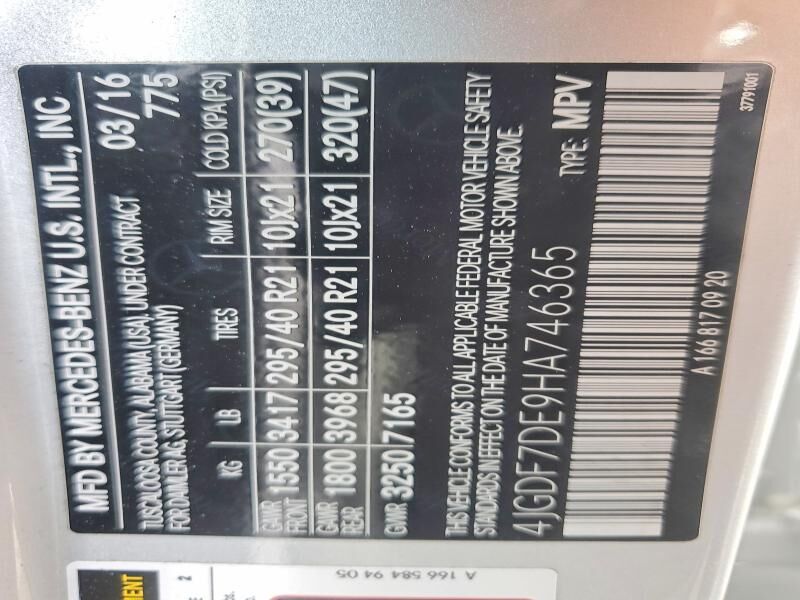 MFD BY MERCEDES-BENZ U.S. INTL., INC
TUSCALOOSA COUNTY, ALABAMA (USA), UNDER CONTRACT 03/16
FOR DAIMLER AG, STUTTGART (GERMANY) 775
KG LB TIRES RIM SIZE COLD KPA(PSI)
GAWR FRONT 1550 3417 295/40 R21 10Jx21 270(39)
GAWR REAR 1800 3968 295/40 R21 10Jx21 320(47)
GVWR 3250 7165
THIS VEHICLE CONFORMS TO ALL APPLICABLE FEDERAL MOTOR VEHICLE SAFETY
STANDARDS IN EFFECT ON THE DATE OF MANUFACTURE SHOWN ABOVE.
4JGDF7DE9HA746365 TYPE: MPV
A 166 817 09 20 37791001
A 166 584 94 05
MENT
2